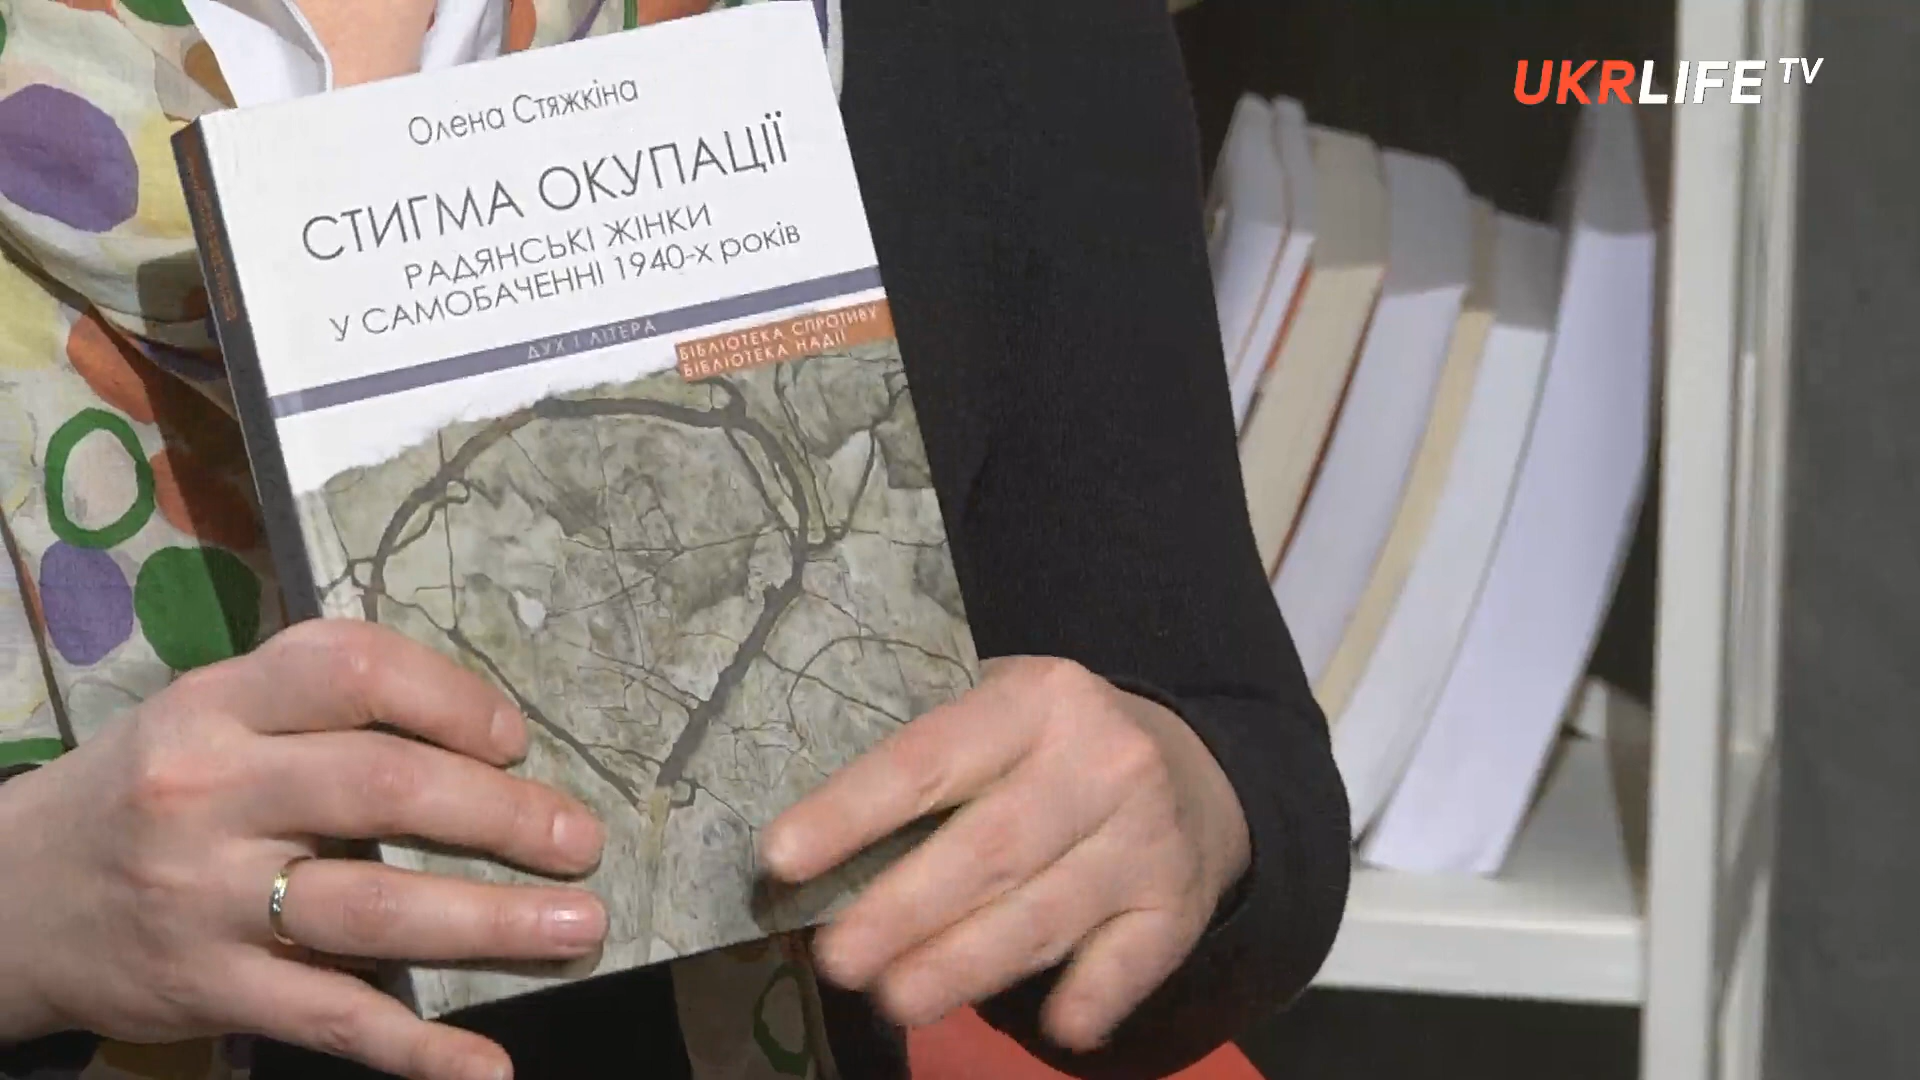 UKRLIFE TV
Олена Стяжкіна
СТИГМА ОКУПАЦІЇ
РАДЯНСЬКІ ЖІНКИ
У САМОБАЧЕННІ 1940-х років
ДУХ І ЛІТЕРА
БІБЛІОТЕКА СПРОТИВУ
БІБЛІОТЕКА НАДІЇ